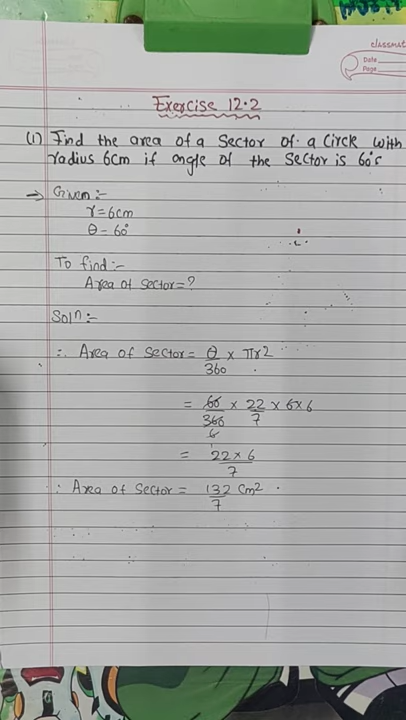 classmat
Date
Page
Exercise 12.2
(1) Find the area of a Sector of a Circle with
radius 6cm if angle of the Sector is 60°.
→ Given :-
r = 6cm
θ = 60°
To find :-
Area of Sector = ?
Solⁿ :-
∴ Area of Sector = θ/360 × πr2
= 60/360 × 22/7 × 6×6
6
= 22×6/7
∴ Area of Sector = 132/7 Cm².